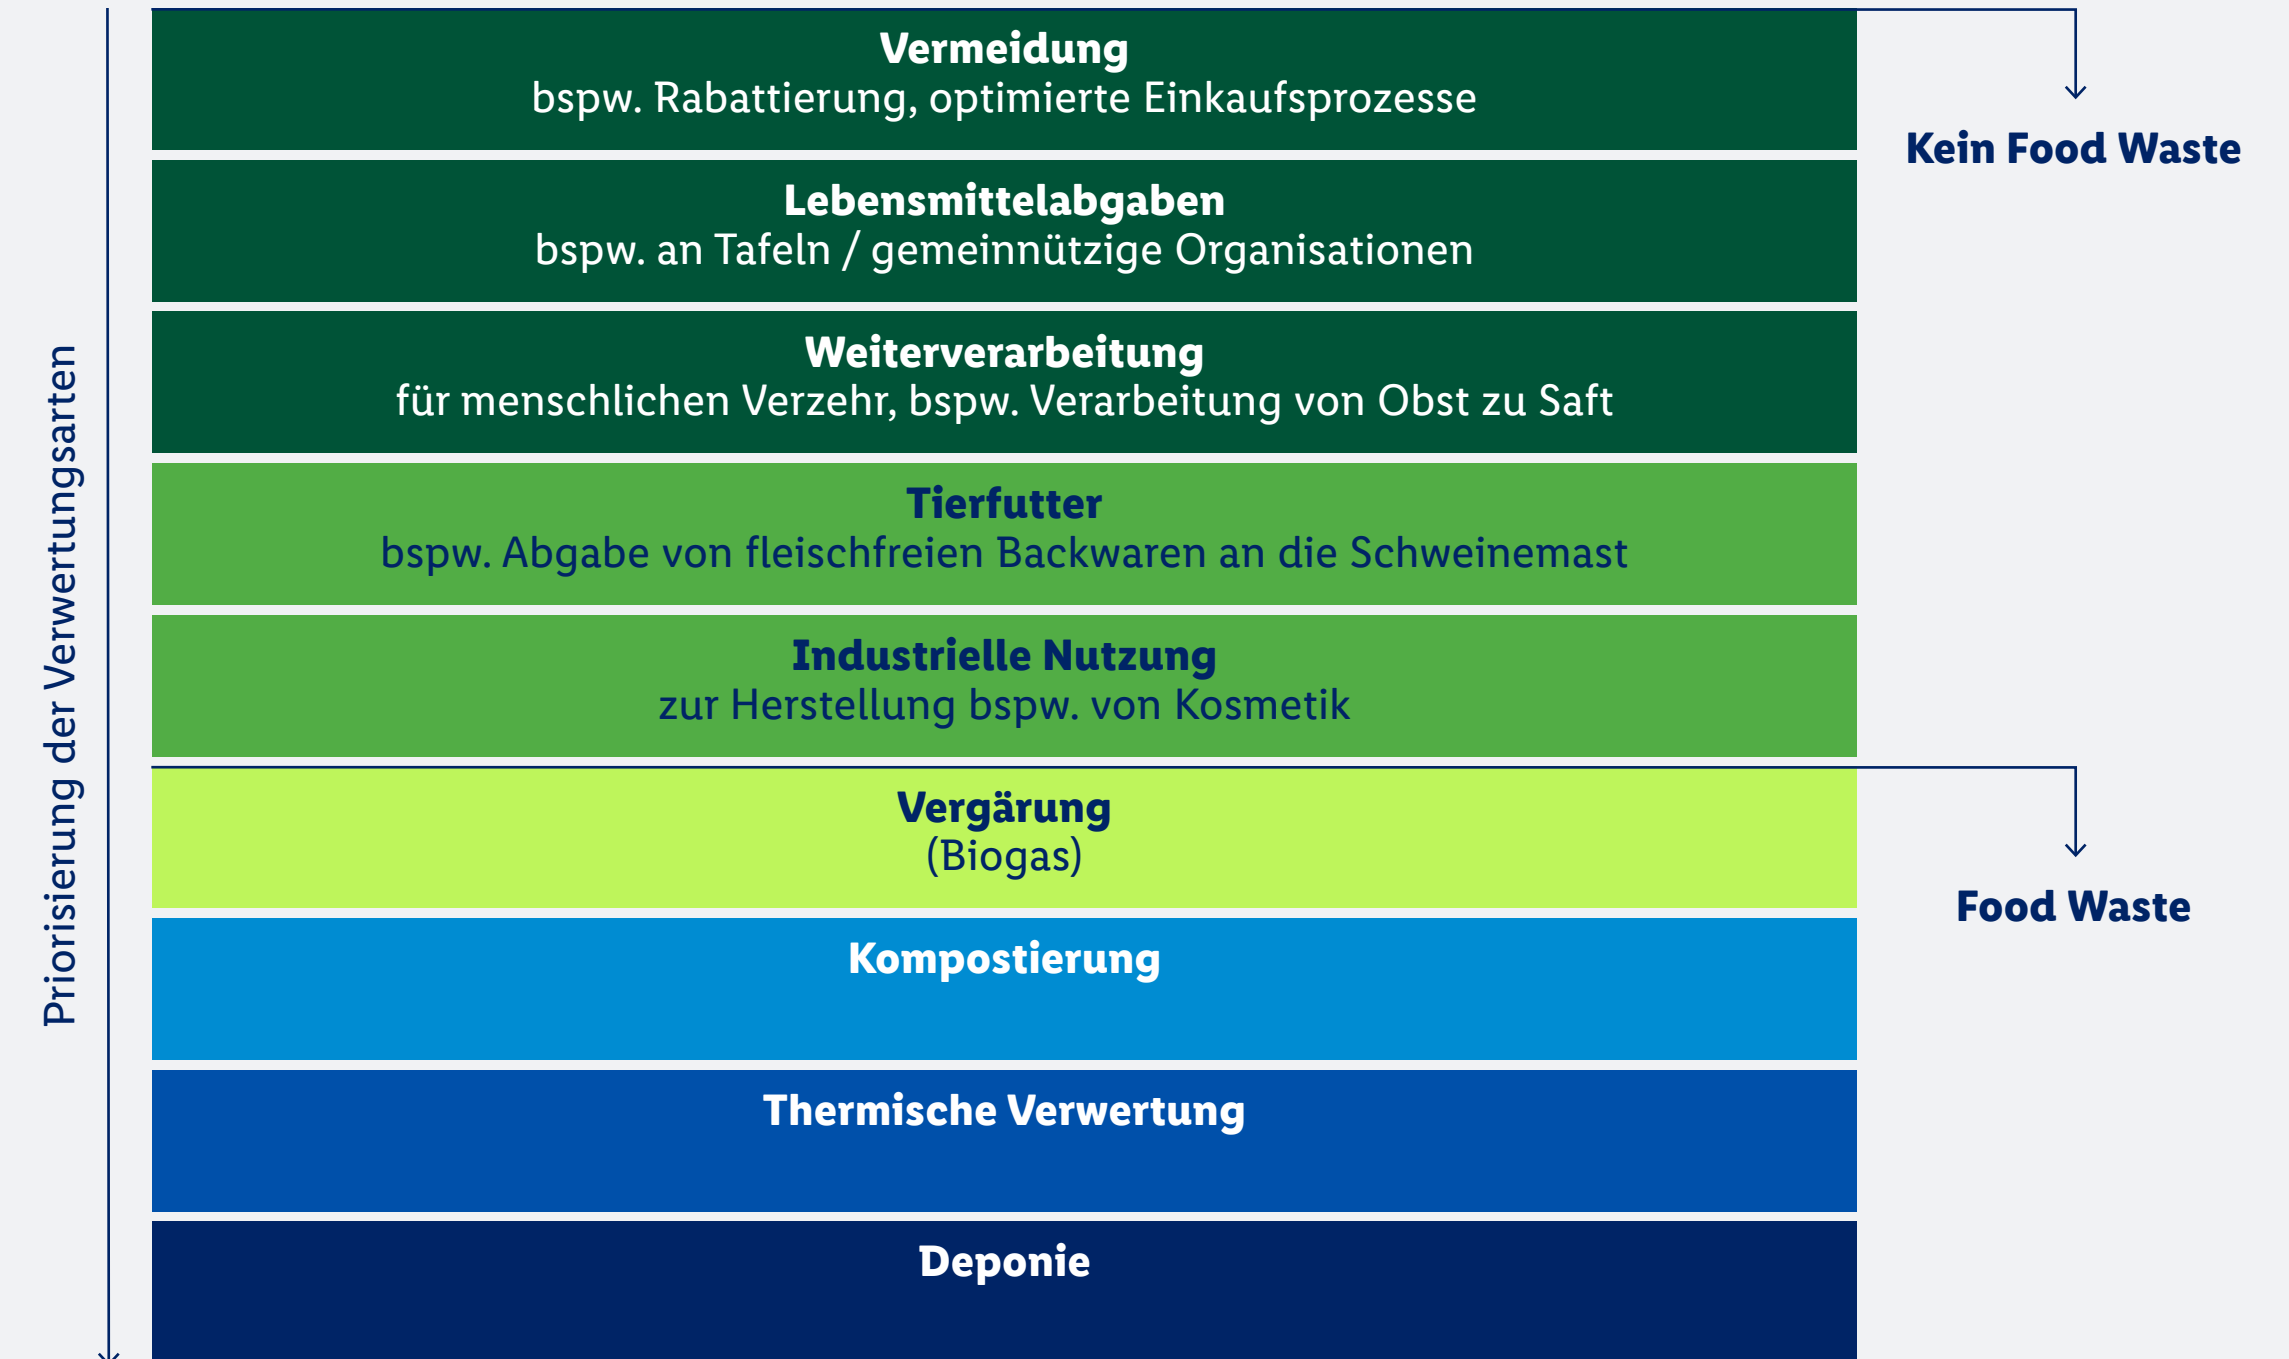 Priorisierung der Verwertungsarten
Vermeidung
bspw. Rabattierung, optimierte Einkaufsprozesse
Kein Food Waste
Lebensmittelabgaben
bspw. an Tafeln / gemeinnützige Organisationen
Weiterverarbeitung
für menschlichen Verzehr, bspw. Verarbeitung von Obst zu Saft
Tierfutter
bspw. Abgabe von fleischfreien Backwaren an die Schweinemast
Industrielle Nutzung
zur Herstellung bspw. von Kosmetik
Vergärung
(Biogas)
Food Waste
Kompostierung
Thermische Verwertung
Deponie